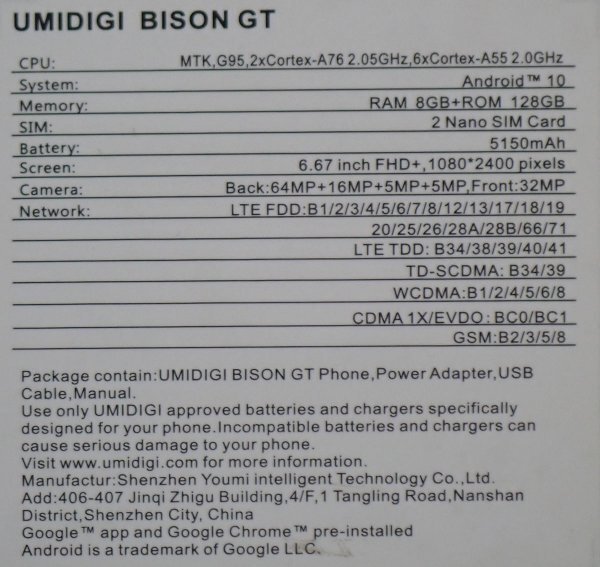 UMIDIGI BISON GT
CPU: MTK,G95,2xCortex-A76 2.05GHz,6xCortex-A55 2.0GHz
System: Android™ 10
Memory: RAM 8GB+ROM 128GB
SIM: 2 Nano SIM Card
Battery: 5150mAh
Screen: 6.67 inch FHD+,1080*2400 pixels
Camera: Back:64MP+16MP+5MP+5MP,Front:32MP
Network: LTE FDD:B1/2/3/4/5/6/7/8/12/13/17/18/19
20/25/26/28A/28B/66/71
LTE TDD: B34/38/39/40/41
TD-SCDMA: B34/39
WCDMA:B1/2/4/5/6/8
CDMA 1X/EVDO: BC0/BC1
GSM:B2/3/5/8
Package contain:UMIDIGI BISON GT Phone,Power Adapter,USB
Cable,Manual.
Use only UMIDIGI approved batteries and chargers specifically
designed for your phone.Incompatible batteries and chargers can
cause serious damage to your phone.
Visit www.umidigi.com for more information.
Manufactur:Shenzhen Youmi intelligent Technology Co.,Ltd.
Add:406-407 Jinqi Zhigu Building,4/F,1 Tangling Road,Nanshan
District,Shenzhen City, China
Google™ app and Google Chrome™ pre-installed
Android is a trademark of Google LLC.